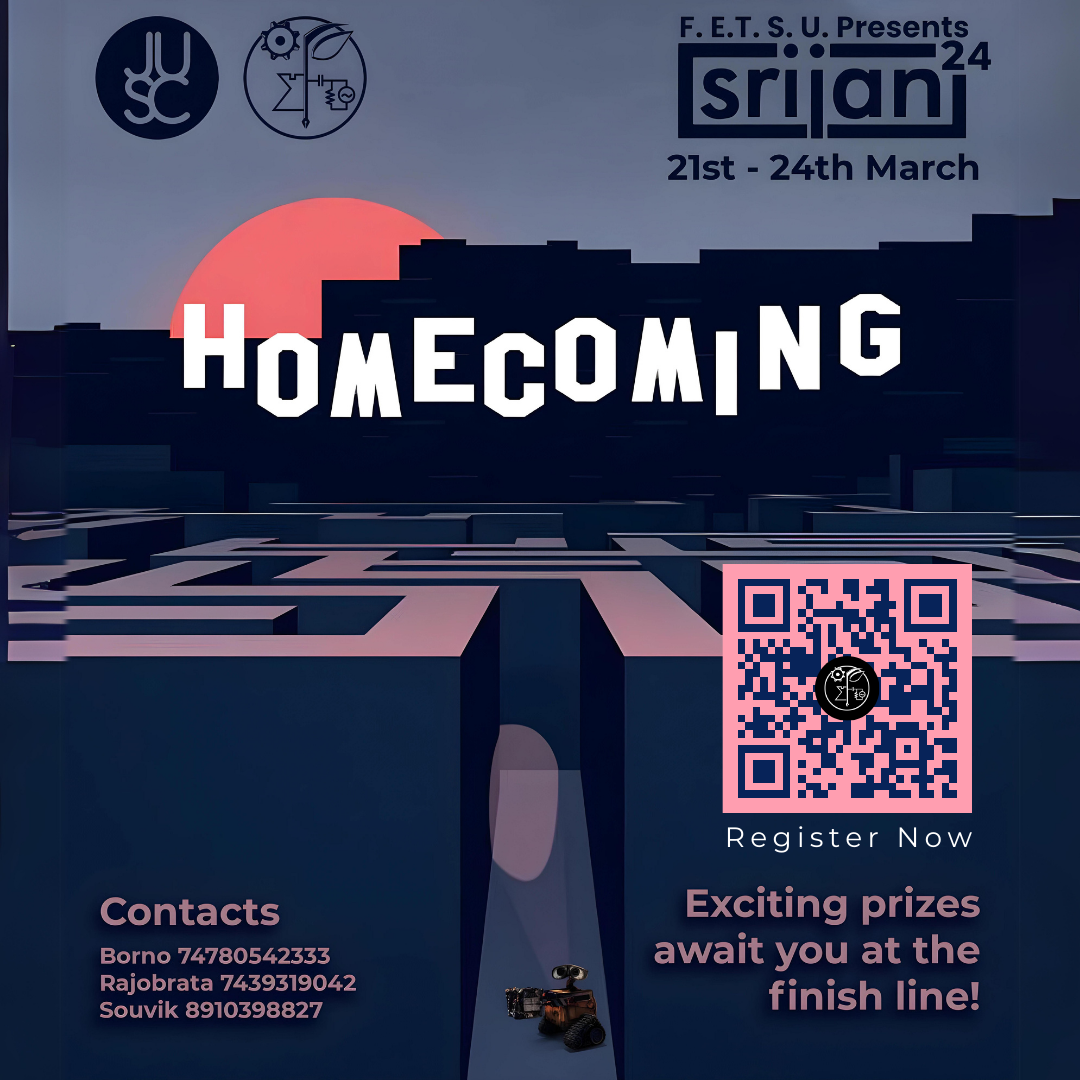 JU
SC
F. E.T. S. U. Presents
srijan 24
21st - 24th March
HOMECOMING
Register Now
Contacts
Borno 74780542333
Rajobrata 7439319042
Souvik 8910398827
Exciting prizes
await you at the
finish line!